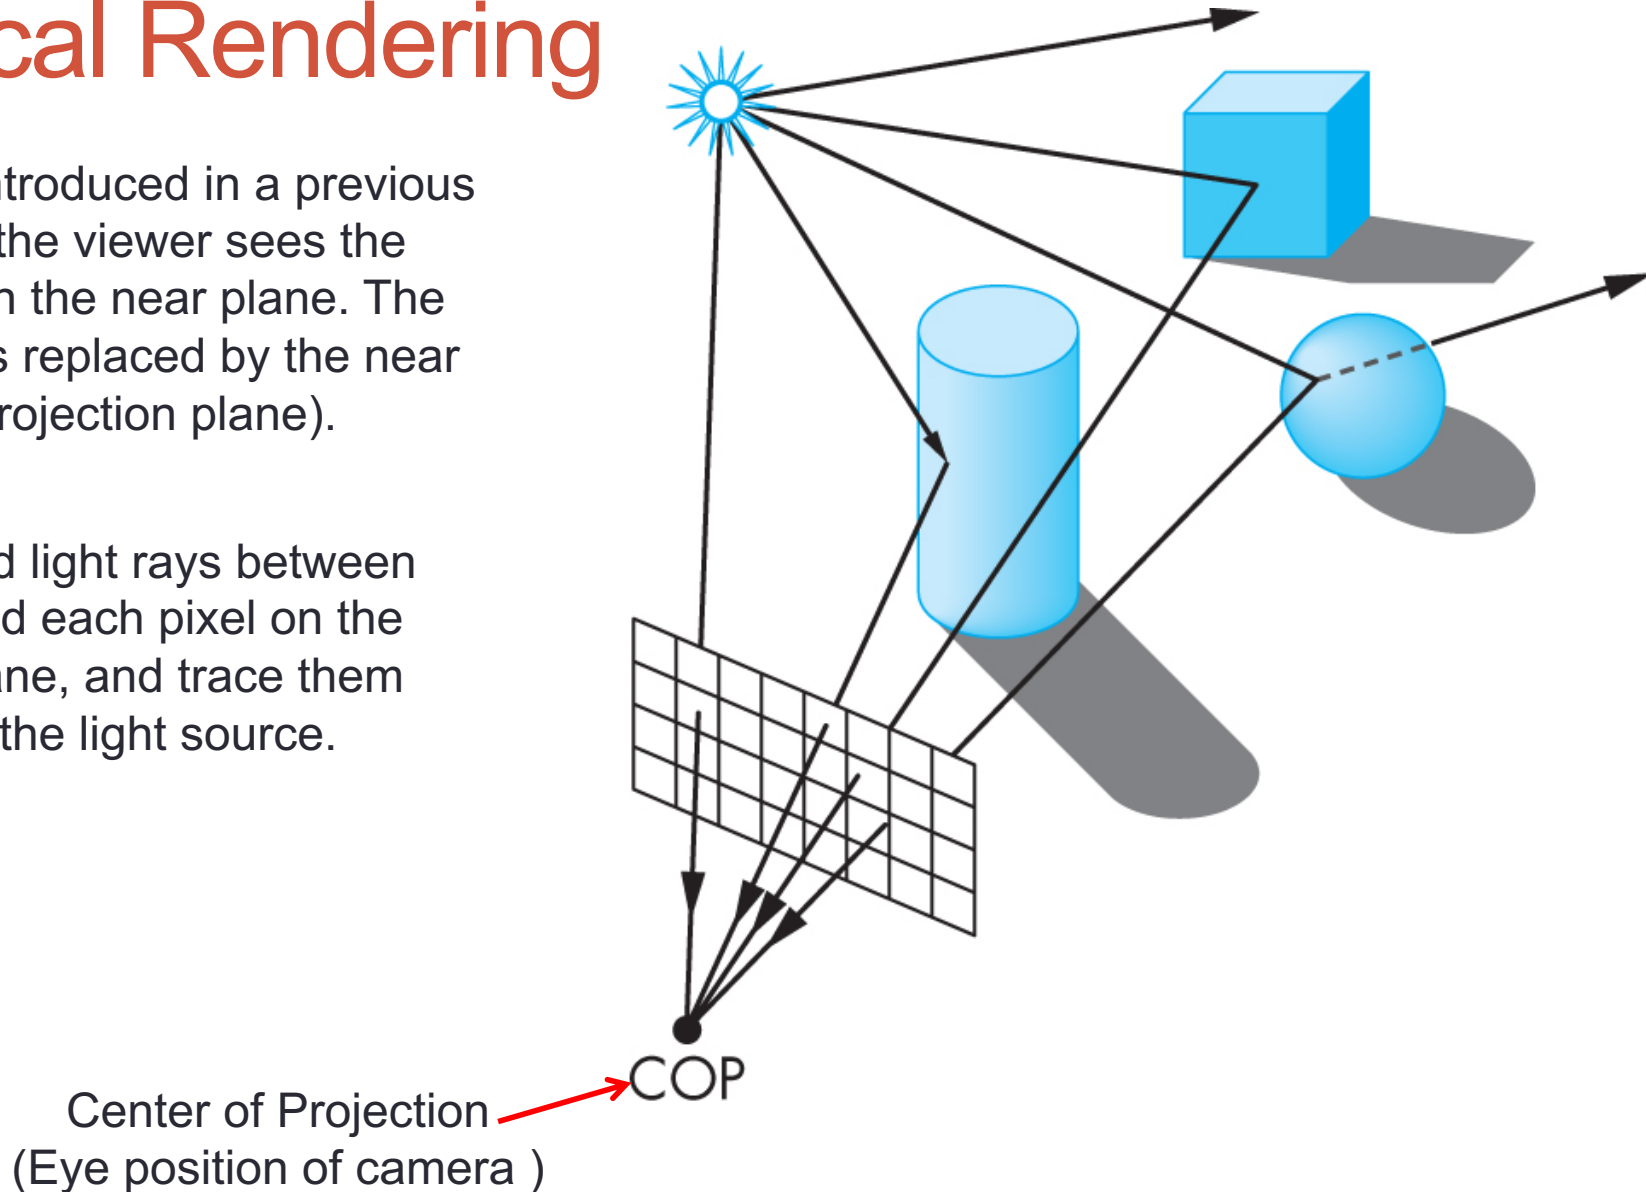 cal Rendering
ntroduced in a previous
the viewer sees the
n the near plane. The
s replaced by the near
rojection plane).
d light rays between
d each pixel on the
ane, and trace them
the light source.
COP
Center of Projection
(Eye position of camera )